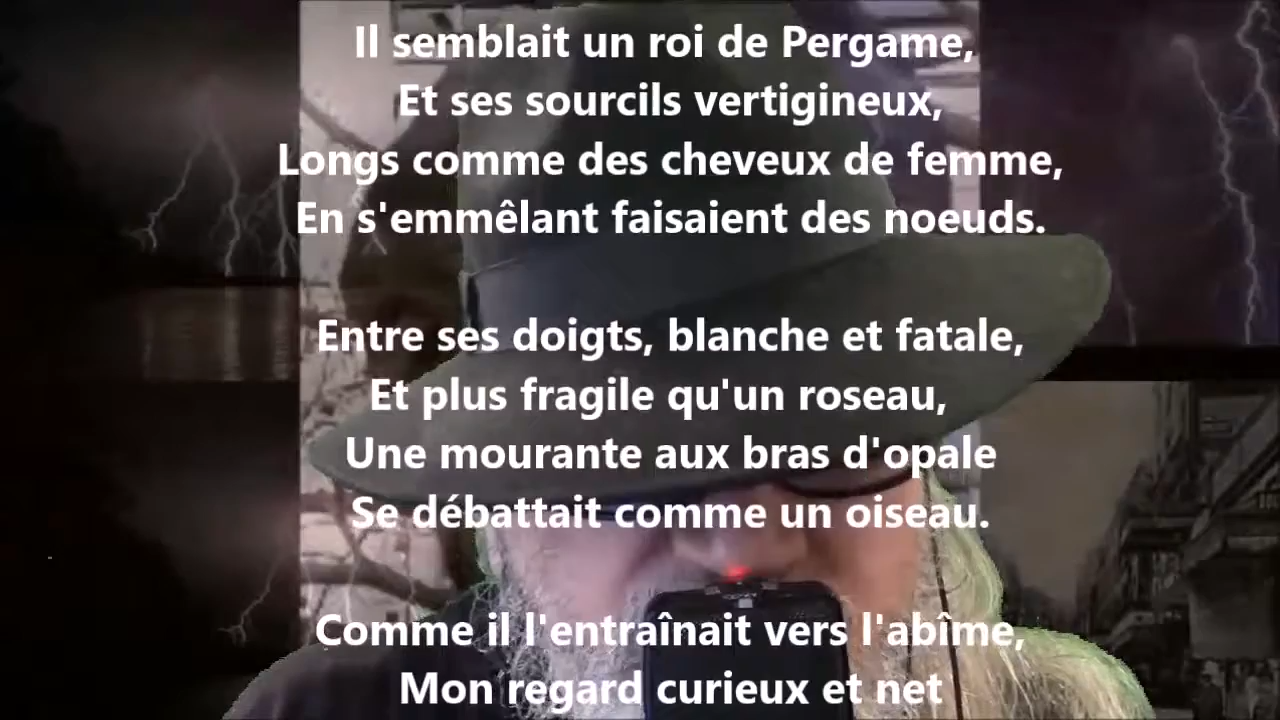 Il semblait un roi de Pergame,
Et ses sourcils vertigineux,
Longs comme des cheveux de femme,
En s'emmêlant faisaient des noeuds.
Entre ses doigts, blanche et fatale,
Et plus fragile qu'un roseau,
Une mourante aux bras d'opale
Se débattait comme un oiseau.
Comme il l'entraînait vers l'abîme,
Mon regard curieux et net